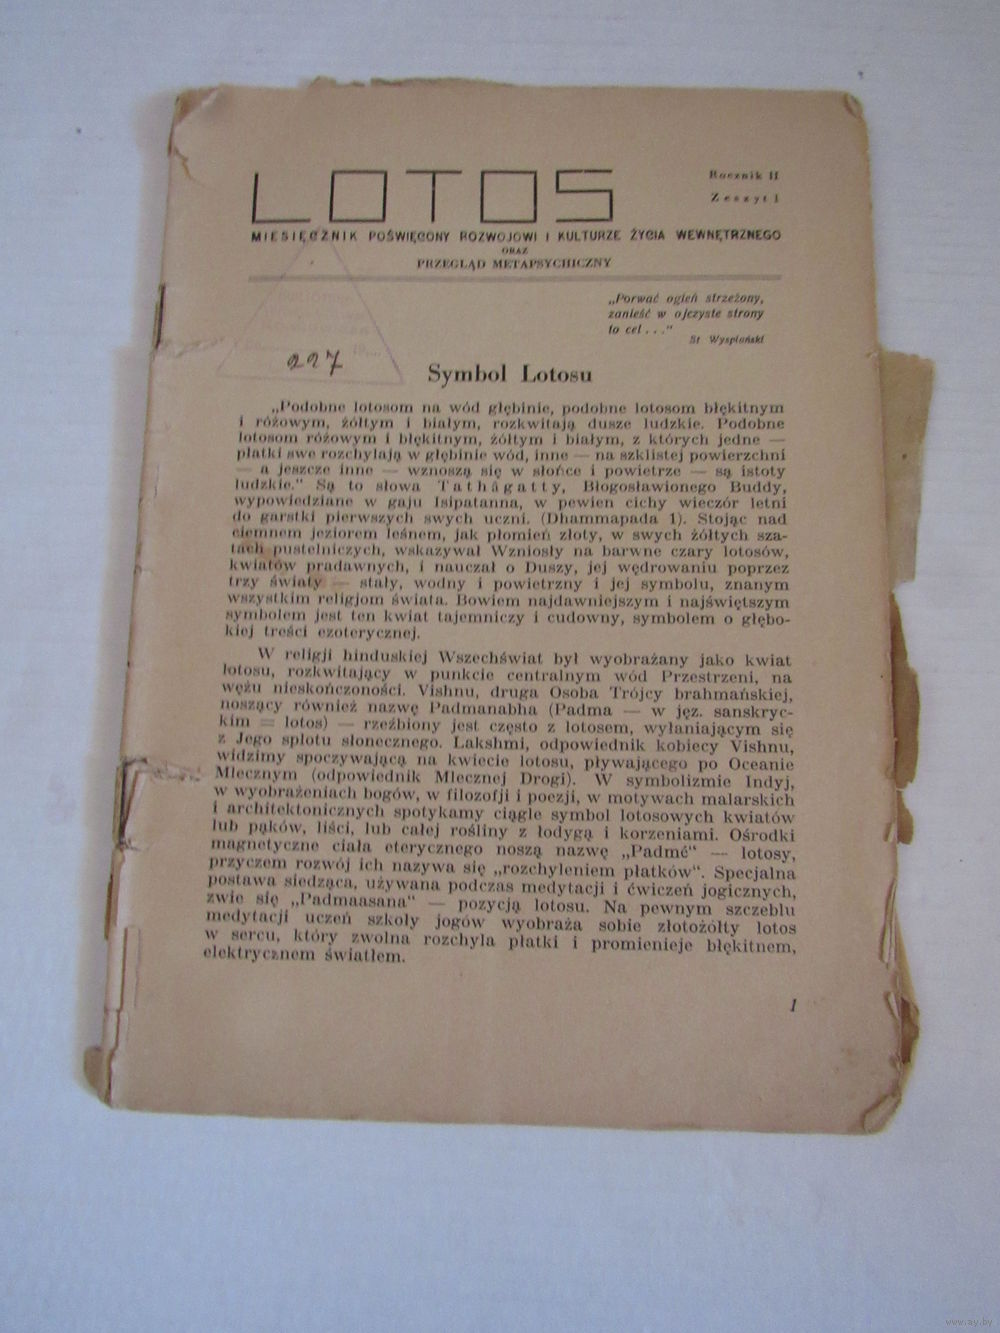 LOTOS
Rocznik II
Zeszyt 1
MIESIĘCZNIK POŚWIĘCONY ROZWOJOWI I KULTURZE ŻYCIA WEWNĘTRZNEGO
ORAZ
PRZEGLĄD METAPSYCHICZNY
„Porwać ogień strzeżony,
zanieść w ojczyste strony
to cel . . .“
St Wyspiański
227
Symbol Lotosu
„Podobne lotosom na wód głębinie, podobne lotosom błękitnym
i różowym, żółtym i białym, rozkwitają dusze ludzkie. Podobne
lotosom różowym i błękitnym, żółtym i białym, z których jedne —
płatki swe rozchylają w głębinie wód, inne — na szklistej powierzchni
— a jeszcze inne — wznoszą się w słońce i powietrze — są istoty
ludzkie.“ Są to słowa Tathâgatty, Błogosławionego Buddy,
wypowiedziane w gaju Isipatanna, w pewien cichy wieczór letni
do garstki pierwszych swych uczni. (Dhammapada 1). Stojąc nad
ciemnem jeziorem leśnem, jak płomień złoty, w swych żółtych sza-
tach pustelniczych, wskazywał Wzniosły na barwne czary lotosów,
kwiatów pradawnych, i nauczał o Duszy, jej wędrowaniu poprzez
trzy światy — stały, wodny i powietrzny i jej symbolu, znanym
wszystkim religjom świata. Bowiem najdawniejszym i najświętszym
symbolem jest ten kwiat tajemniczy i cudowny, symbolem o głębo-
kiej treści ezoterycznej.
W religji hinduskiej Wszechświat był wyobrażany jako kwiat
lotosu, rozkwitający w punkcie centralnym wód Przestrzeni, na
wężu nieskończoności. Vishnu, druga Osoba Trójcy brahmańskiej,
noszący również nazwę Padmanabha (Padma — w jęz. sanskryc-
kim = lotos) — rzeźbiony jest często z lotosem, wyłaniającym się
z Jego splotu słonecznego. Lakshmi, odpowiednik kobiecy Vishnu,
widzimy spoczywającą na kwiecie lotosu, pływającego po Oceanie
Mlecznym (odpowiednik Mlecznej Drogi). W symbolizmie Indyj,
w wyobrażeniach bogów, w filozofji i poezji, w motywach malarskich
i architektonicznych spotykamy ciągle symbol lotosowych kwiatów
lub pąków, liści, lub całej rośliny z łodygą i korzeniami. Ośrodki
magnetyczne ciała eterycznego noszą nazwę „Padmé“ — lotosy,
przyczem rozwój ich nazywa się „rozchyleniem płatków“. Specjalna
postawa siedząca, używana podczas medytacji i ćwiczeń jogicznych,
zwie się „Padmaasana“ — pozycją lotosu. Na pewnym szczeblu
medytacji uczeń szkoły jogów wyobraża sobie złotożółty lotos
w sercu, który zwolna rozchyla płatki i promienieje błękitnem,
elektrycznem światłem.
1
www.ay.by